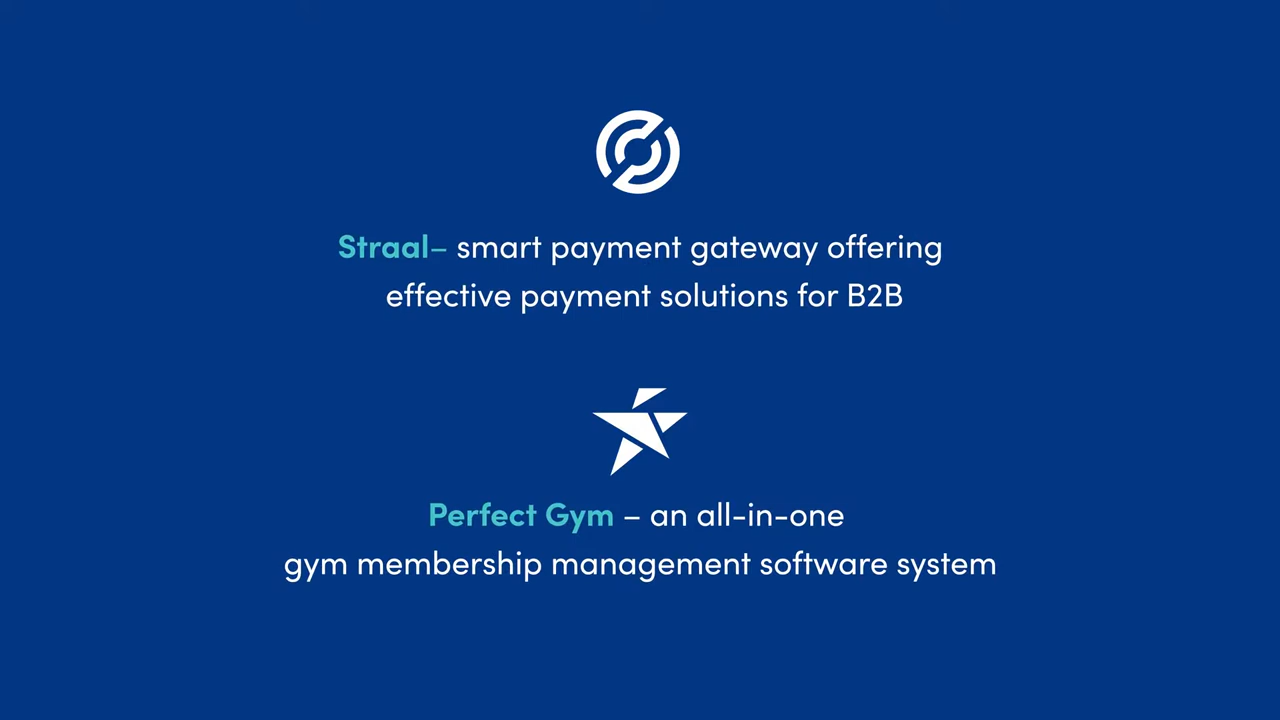 Straal– smart payment gateway offering
effective payment solutions for B2B
Perfect Gym – an all-in-one
gym membership management software system